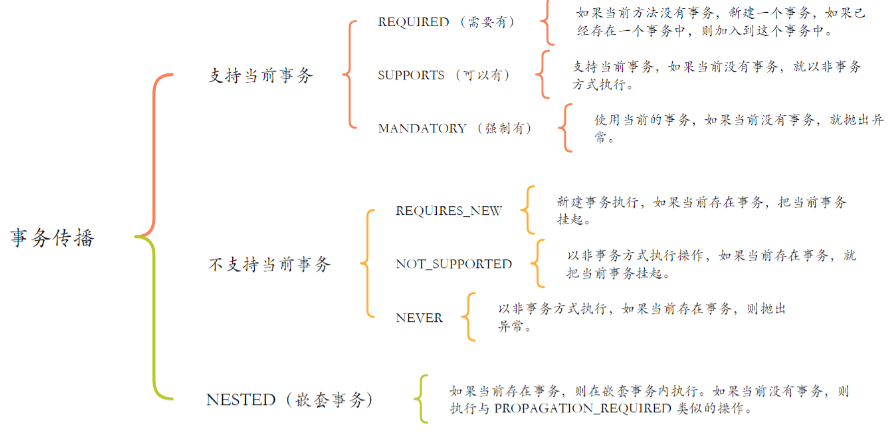 事务传播
支持当前事务
REQUIRED （需要有）
如果当前方法没有事务，新建一个事务，如果已
经存在一个事务中，则加入到这个事务中。
SUPPORTS （可以有）
支持当前事务，如果当前没有事务，就以非事务
方式执行。
MANDATORY （强制有）
使用当前的事务，如果当前没有事务，就抛出异
常。
不支持当前事务
REQUIRES_NEW
新建事务执行，如果当前存在事务，把当前事务
挂起。
NOT_SUPPORTED
以非事务方式执行操作，如果当前存在事务，就
把当前事务挂起。
NEVER
以非事务方式执行，如果当前存在事务，则抛出
异常。
NESTED（嵌套事务）
如果当前存在事务，则在嵌套事务内执行。如果当前没有事务，则
执行与 PROPAGATION_REQUIRED 类似的操作。